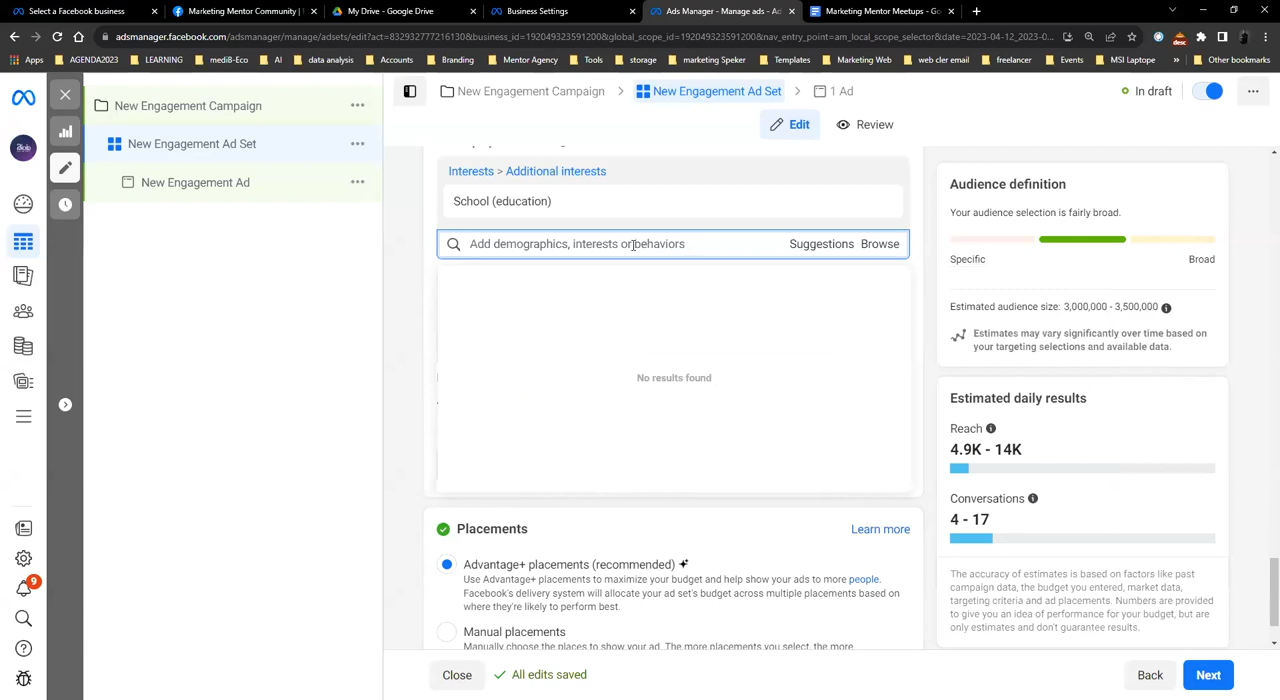 Select a Facebook business
Marketing Mentor Community |
My Drive - Google Drive
Business Settings
Ads Manager - Manage ads - Ad
Marketing Mentor Meetups - Go
adsmanager.facebook.com/adsmanager/manage/adsets/edit?act=832932777216130&business_id=192049323591200&global_scope_id=192049323591200&nav_entry_point=am_local_scope_selector&date=2023-04-12_2023-0...
Apps
AGENDA2023
LEARNING
mediB-Eco
AI
data analysis
Accounts
Branding
Mentor Agency
Tools
storage
marketing Speker
Templates
Marketing Web
web cler email
freelancer
Events
MSI Laptope
»
Other bookmarks
New Engagement Campaign > New Engagement Ad Set > 1 Ad
In draft
Edit
Review
New Engagement Campaign
New Engagement Ad Set
New Engagement Ad
Interests > Additional interests
School (education)
Add demographics, interests or behaviors
Suggestions
Browse
No results found
Placements
Learn more
Advantage+ placements (recommended)
Use Advantage+ placements to maximize your budget and help show your ads to more people.
Facebook's delivery system will allocate your ad set's budget across multiple placements based on
where they're likely to perform best.
Manual placements
Manually choose the places to show your ad. The more placements you select, the more
Audience definition
Your audience selection is fairly broad.
Specific
Broad
Estimated audience size: 3,000,000 - 3,500,000
Estimates may vary significantly over time based on
your targeting selections and available data.
Estimated daily results
Reach
4.9K - 14K
Conversations
4 - 17
The accuracy of estimates is based on factors like past
campaign data, the budget you entered, market data,
targeting criteria and ad placements. Numbers are provided
to give you an idea of performance for your budget, but are
only estimates and don't guarantee results.
9
Close
All edits saved
Back
Next